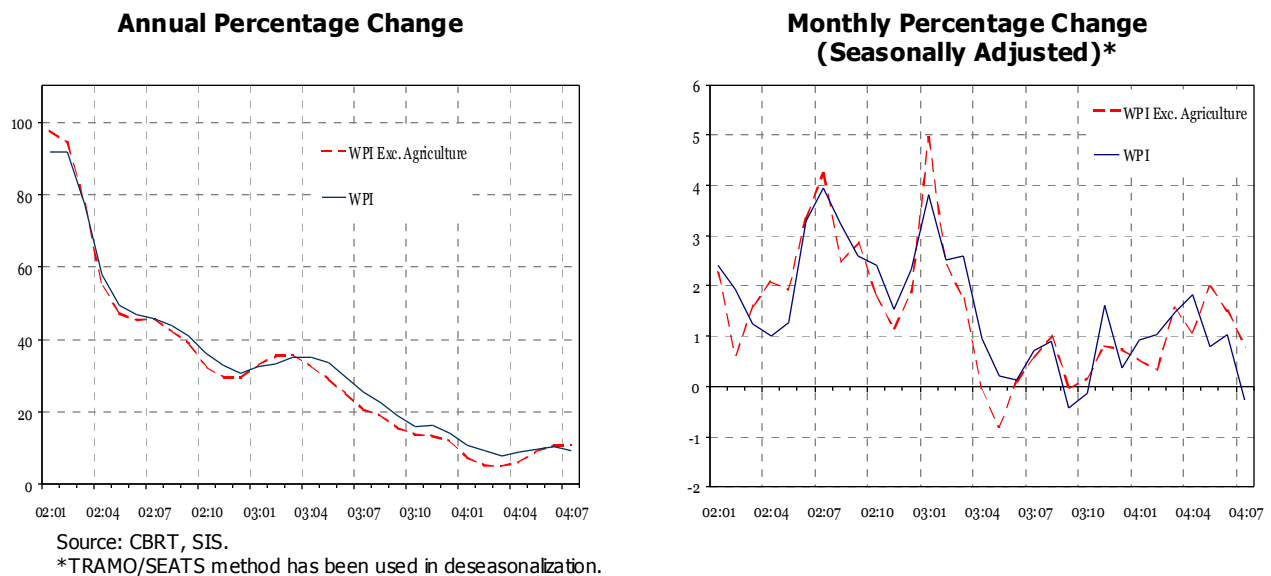 Annual Percentage Change
100
80
60
40
20
0
WPI Exc. Agriculture
WPI
02:01 02:04 02:07 02:10 03:01 03:04 03:07 03:10 04:01 04:04 04:07
Monthly Percentage Change
(Seasonally Adjusted)*
6
5
4
3
2
1
0
-1
-2
WPI Exc. Agriculture
WPI
02:01 02:04 02:07 02:10 03:01 03:04 03:07 03:10 04:01 04:04 04:07
Source: CBRT, SIS.
*TRAMO/SEATS method has been used in deseasonalization.